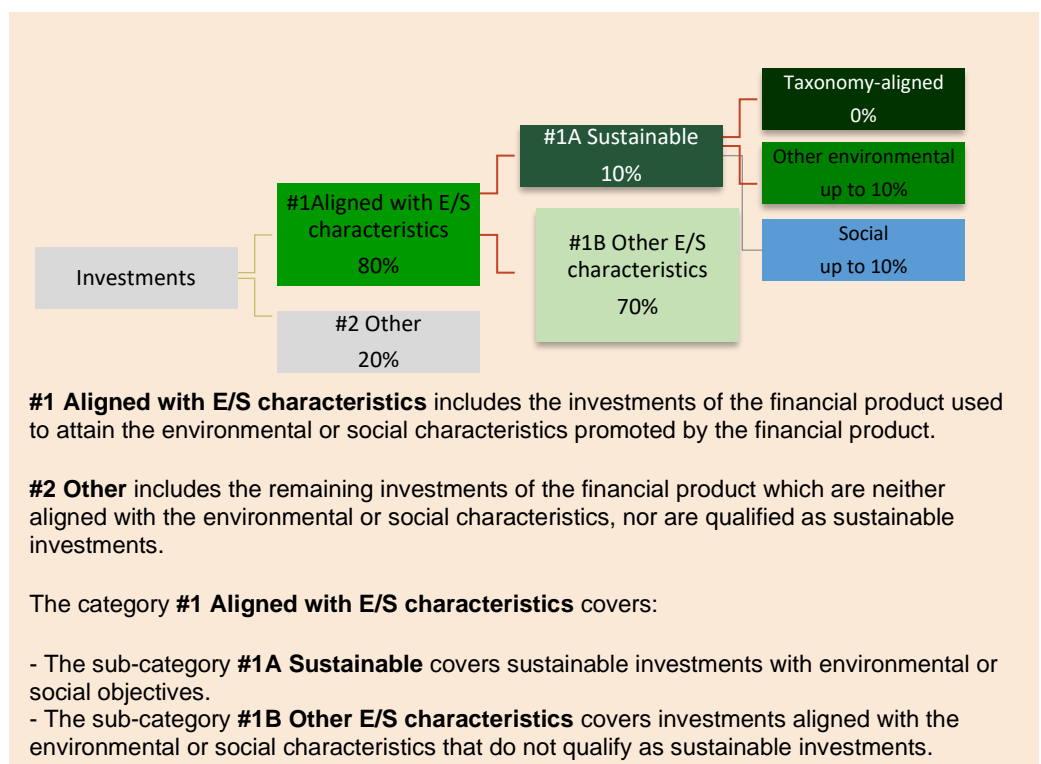 Taxonomy-aligned
0%
#1A Sustainable
10%
Other environmental
up to 10%
#1Aligned with E/S
characteristics
80%
Social
up to 10%
#1B Other E/S
characteristics
70%
Investments
#2 Other
20%
#1 Aligned with E/S characteristics includes the investments of the financial product used
to attain the environmental or social characteristics promoted by the financial product.
#2 Other includes the remaining investments of the financial product which are neither
aligned with the environmental or social characteristics, nor are qualified as sustainable
investments.
The category #1 Aligned with E/S characteristics covers:
- The sub-category #1A Sustainable covers sustainable investments with environmental or
social objectives.
- The sub-category #1B Other E/S characteristics covers investments aligned with the
environmental or social characteristics that do not qualify as sustainable investments.